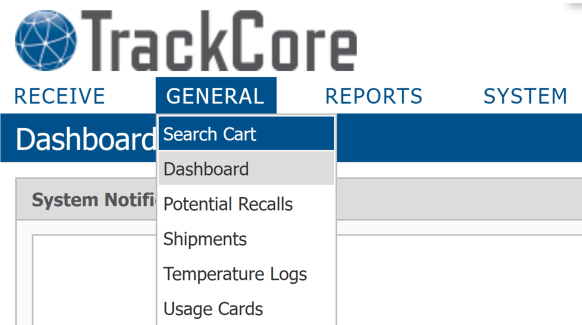 TrackCore
RECEIVE GENERAL REPORTS SYSTEM
Dashboard
Search Cart
Dashboard
System Notifi
Potential Recalls
Shipments
Temperature Logs
Usage Cards